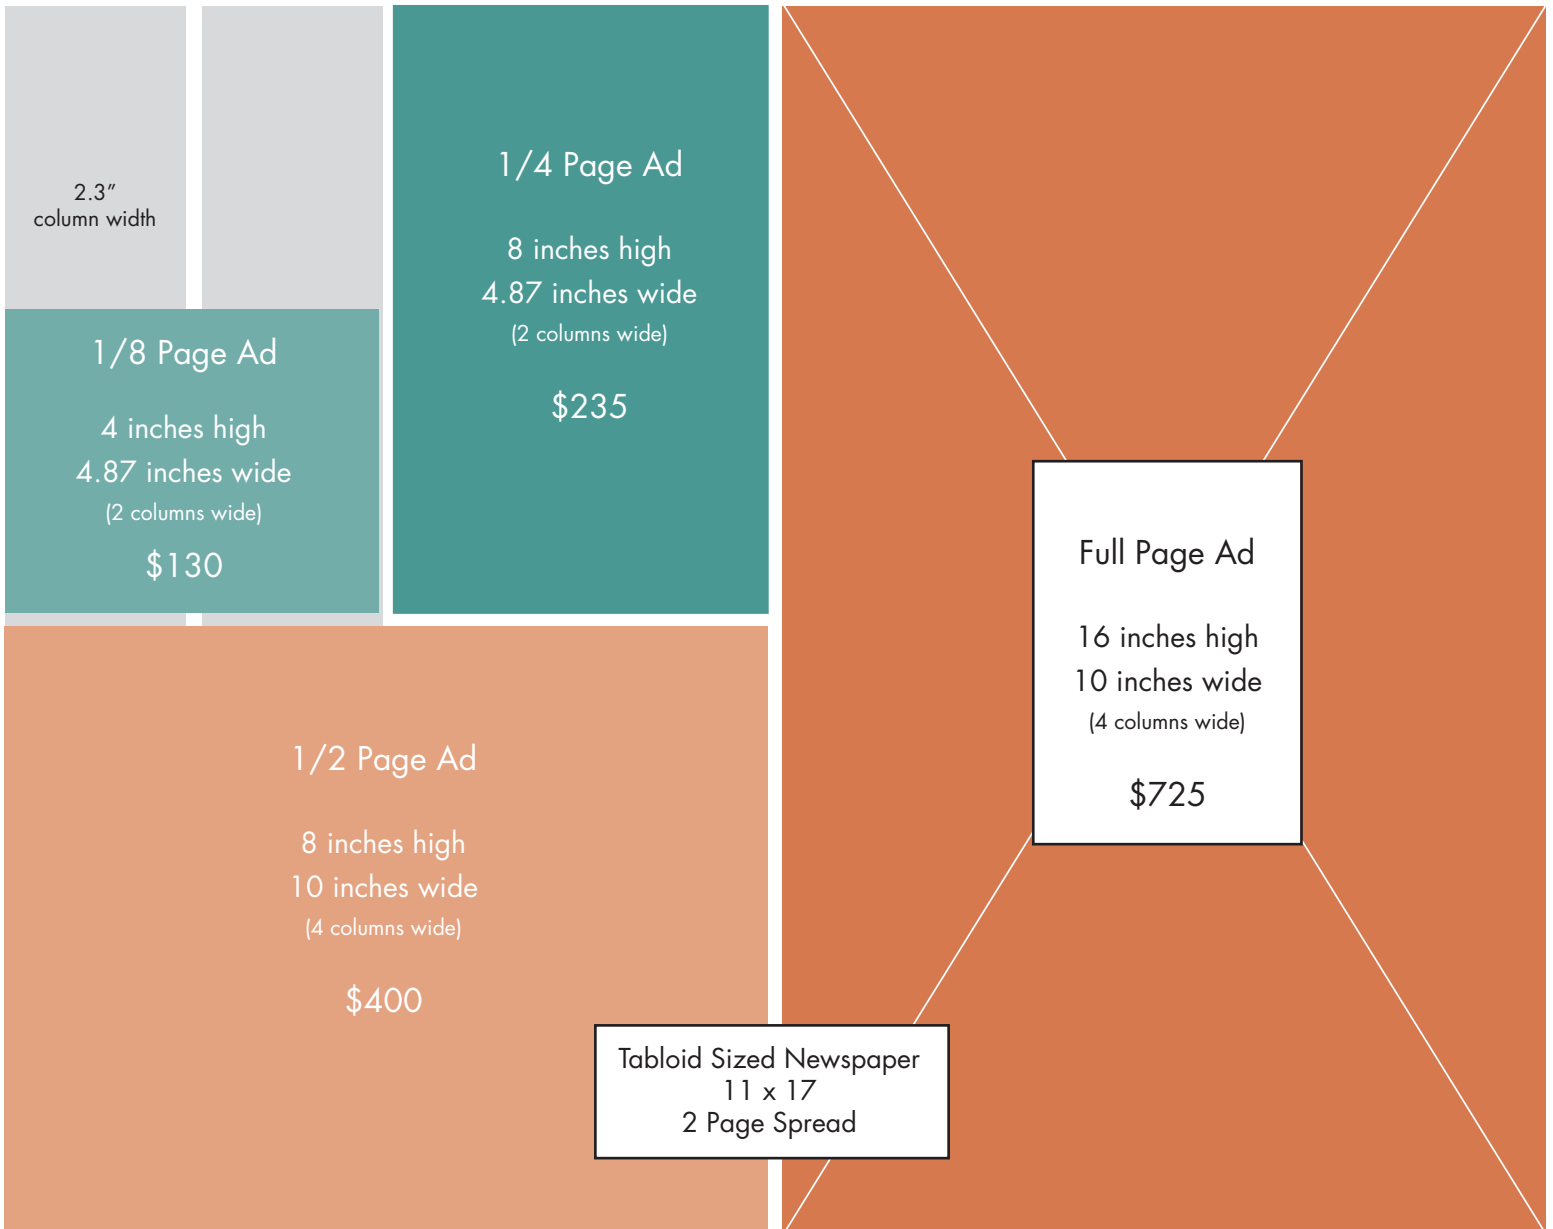 2.3”
column width
1/8 Page Ad
4 inches high
4.87 inches wide
(2 columns wide)
$130
1/4 Page Ad
8 inches high
4.87 inches wide
(2 columns wide)
$235
1/2 Page Ad
8 inches high
10 inches wide
(4 columns wide)
$400
Full Page Ad
16 inches high
10 inches wide
(4 columns wide)
$725
Tabloid Sized Newspaper
11 x 17
2 Page Spread